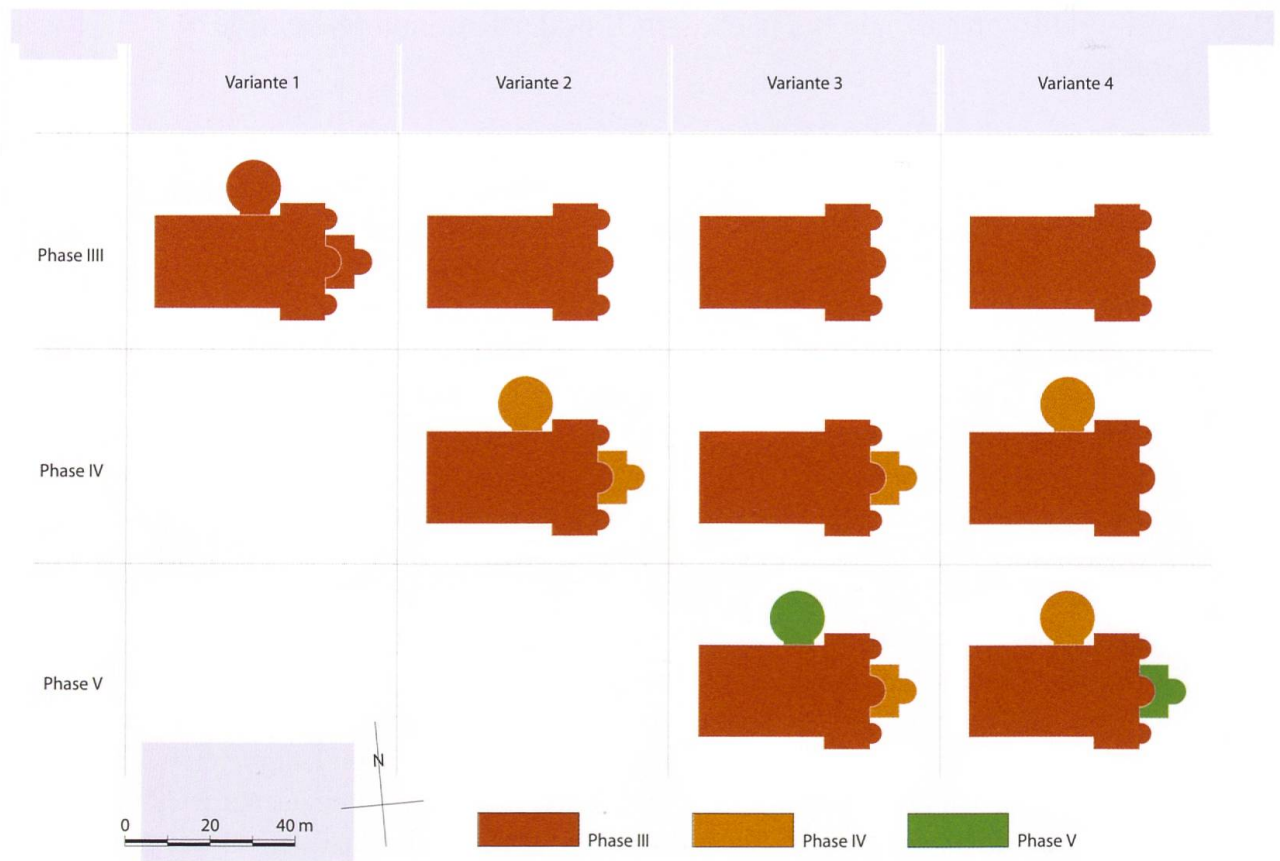 Variante 1 Variante 2 Variante 3 Variante 4
Phase IIII
Phase IV
Phase V
N
0 20 40 m
Phase III Phase IV Phase V